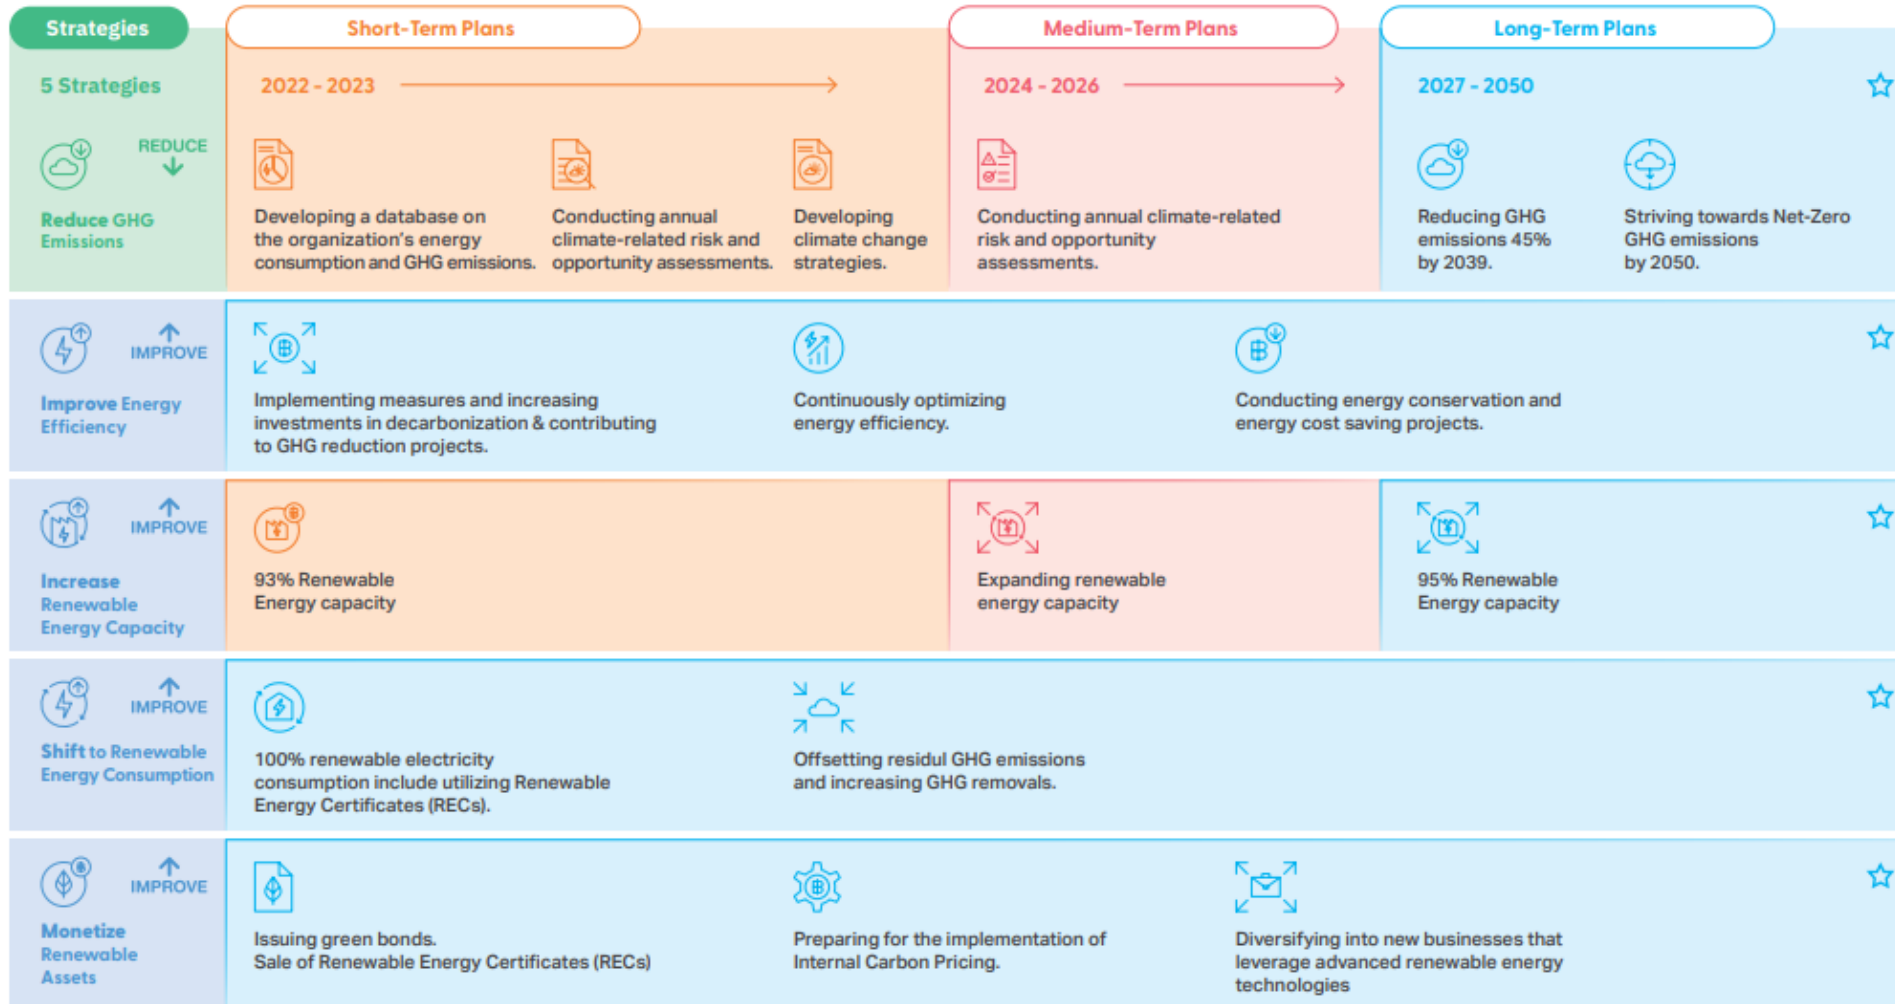 Strategies
Short-Term Plans
Medium-Term Plans
Long-Term Plans
5 Strategies
2022 - 2023
2024 - 2026
2027 - 2050
REDUCE
Reduce GHG
Emissions
Developing a database on
the organization's energy
consumption and GHG emissions.
Conducting annual
climate-related risk and
opportunity assessments.
Developing
climate change
strategies.
Conducting annual climate-related
risk and opportunity
assessments.
Reducing GHG
emissions 45%
by 2039.
Striving towards Net-Zero
GHG emissions
by 2050.
IMPROVE
Improve Energy
Efficiency
Implementing measures and increasing
investments in decarbonization & contributing
to GHG reduction projects.
Continuously optimizing
energy efficiency.
Conducting energy conservation and
energy cost saving projects.
IMPROVE
Increase
Renewable
Energy Capacity
93% Renewable
Energy capacity
Expanding renewable
energy capacity
95% Renewable
Energy capacity
IMPROVE
Shift to Renewable
Energy Consumption
100% renewable electricity
consumption include utilizing Renewable
Energy Certificates (RECs).
Offsetting residul GHG emissions
and increasing GHG removals.
IMPROVE
Monetize
Renewable
Assets
Issuing green bonds.
Sale of Renewable Energy Certificates (RECs)
Preparing for the implementation of
Internal Carbon Pricing.
Diversifying into new businesses that
leverage advanced renewable energy
technologies